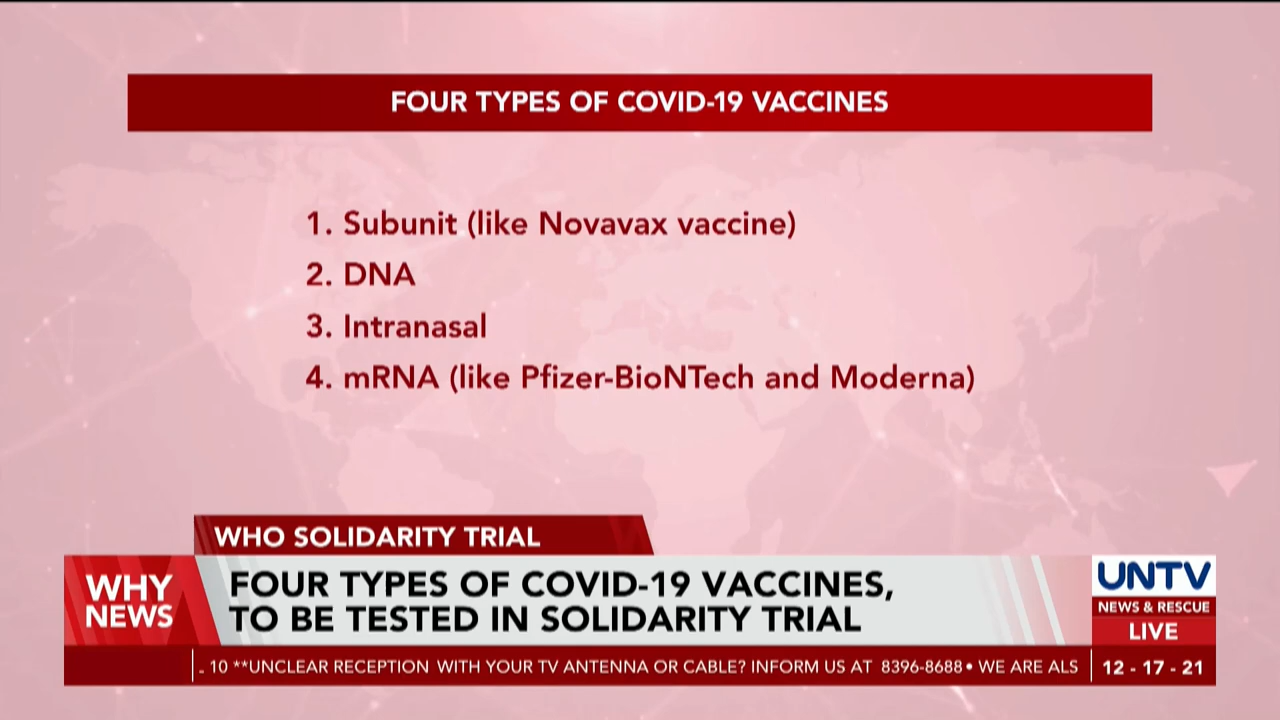 FOUR TYPES OF COVID-19 VACCINES
1. Subunit (like Novavax vaccine)
2. DNA
3. Intranasal
4. mRNA (like Pfizer-BioNTech and Moderna)
WHO SOLIDARITY TRIAL
WHY
NEWS
FOUR TYPES OF COVID-19 VACCINES,
TO BE TESTED IN SOLIDARITY TRIAL
UNTV
NEWS & RESCUE
LIVE
10 **UNCLEAR RECEPTION WITH YOUR TV ANTENNA OR CABLE? INFORM US AT 8396-8688 • WE ARE ALS
12 - 17 - 21